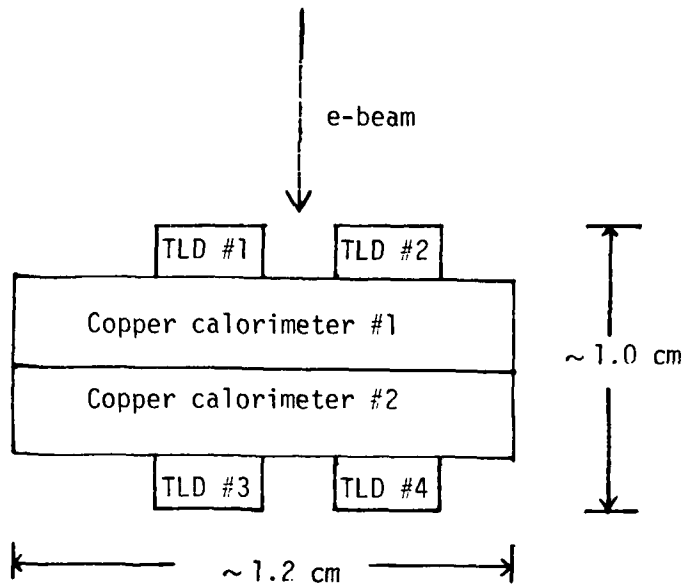 e-beam
TLD #1 TLD #2
Copper calorimeter #1
~ 1.0 cm
Copper calorimeter #2
TLD #3 TLD #4
~ 1.2 cm